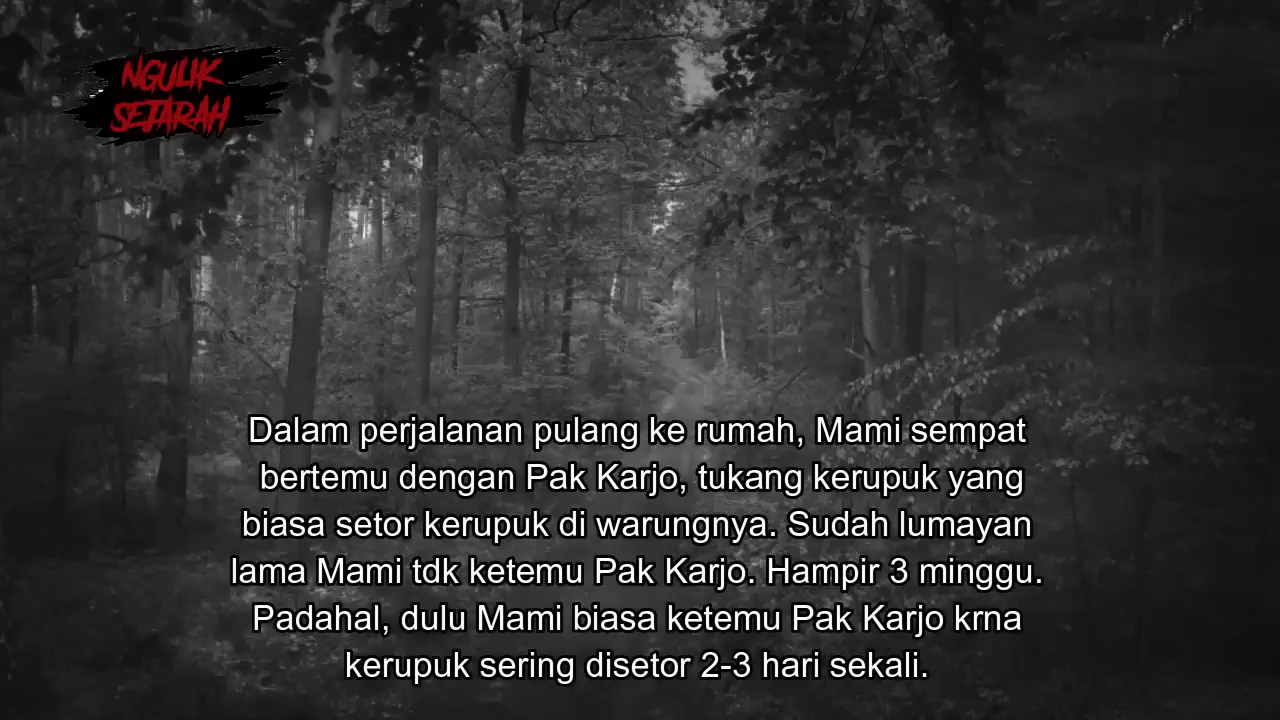 NGULIK
SEJARAH
Dalam perjalanan pulang ke rumah, Mami sempat
bertemu dengan Pak Karjo, tukang kerupuk yang
biasa setor kerupuk di warungnya. Sudah lumayan
lama Mami tdk ketemu Pak Karjo. Hampir 3 minggu.
Padahal, dulu Mami biasa ketemu Pak Karjo krna
kerupuk sering disetor 2-3 hari sekali.